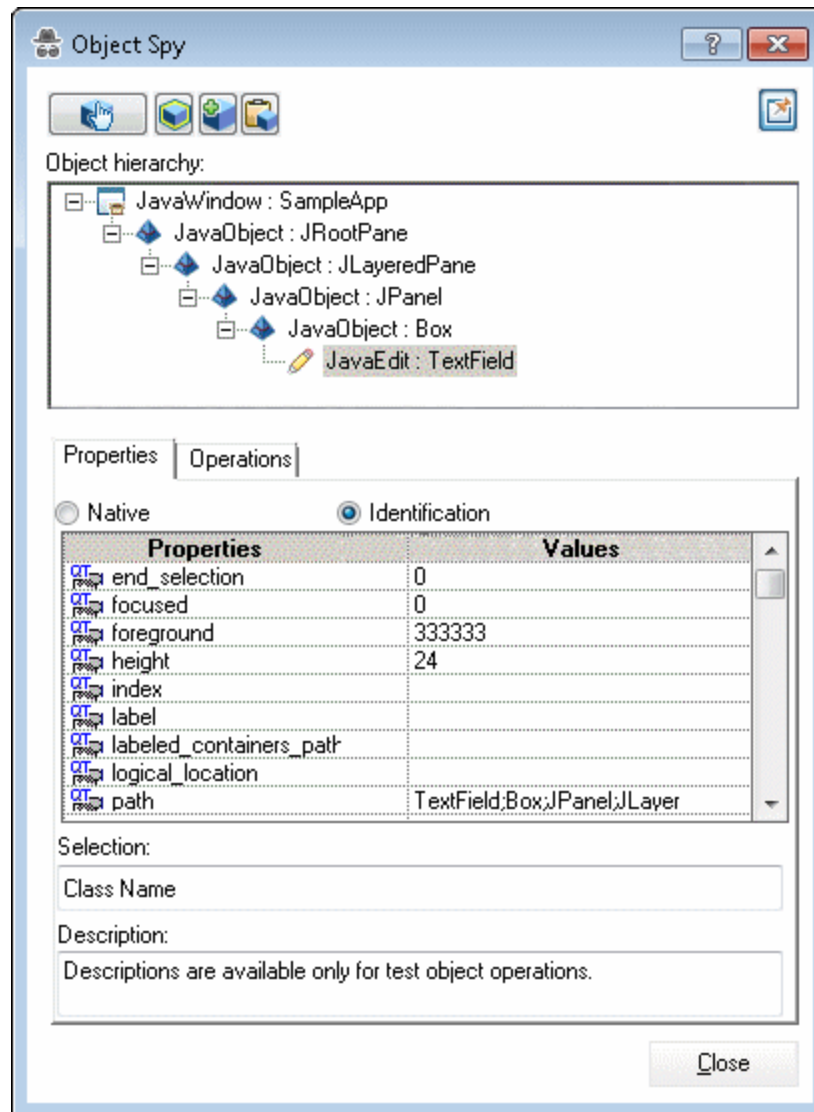 Object Spy
Object hierarchy:
JavaWindow : SampleApp
JavaObject : JRootPane
JavaObject : JLayeredPane
JavaObject : JPanel
JavaObject : Box
JavaEdit : TextField
Properties Operations
Native Identification
Properties Values
end_selection 0
focused 0
foreground 333333
height 24
index
label
labeled_containers_path
logical_location
path TextField;Box;JPanel;JLayer
Selection:
Class Name
Description:
Descriptions are available only for test object operations.
Close